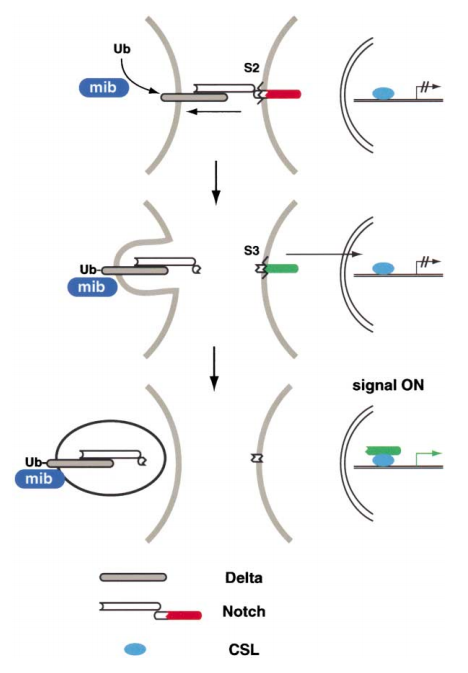 Ub
S2
mib
S3
Ub
mib
signal ON
Ub
mib
Delta
Notch
CSL